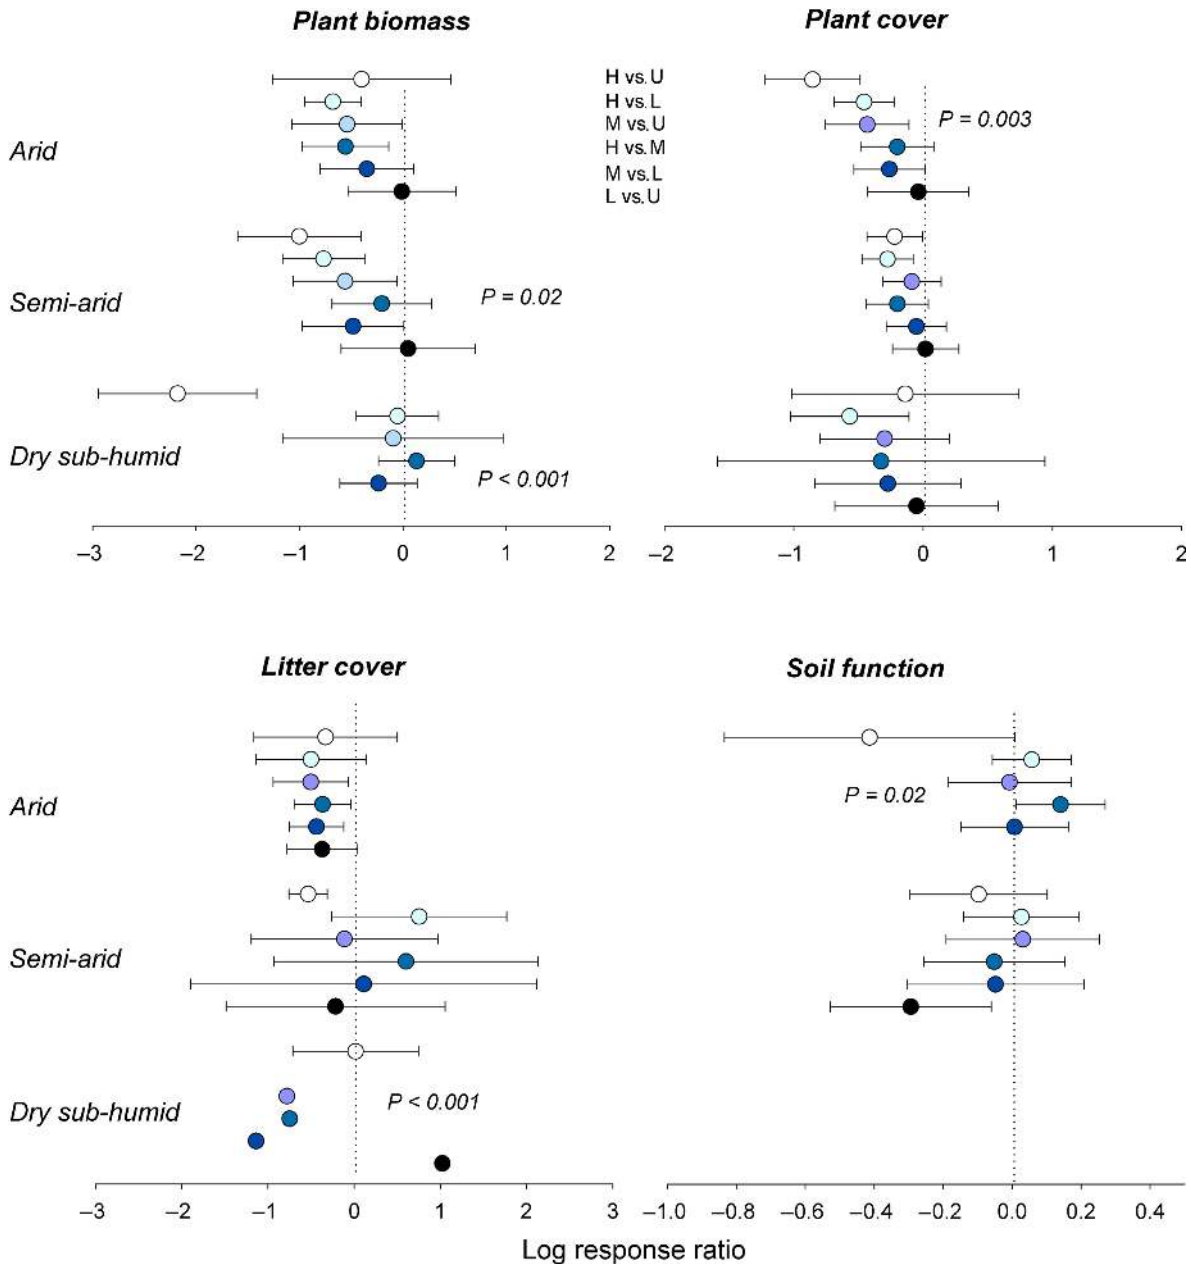 Plant biomass
Plant cover
H vs. U
H vs. L
M vs. U
H vs. M
M vs. L
L vs. U
P = 0.003
Arid
Semi-arid
P = 0.02
Dry sub-humid
P < 0.001
–3 –2 –1 0 1 2
–2 –1 0 1 2
Litter cover
Soil function
Arid
P = 0.02
Semi-arid
Dry sub-humid
P < 0.001
–3 –2 –1 0 1 2 3
–1.0 –0.8 –0.6 –0.4 –0.2 0.0 0.2 0.4
Log response ratio